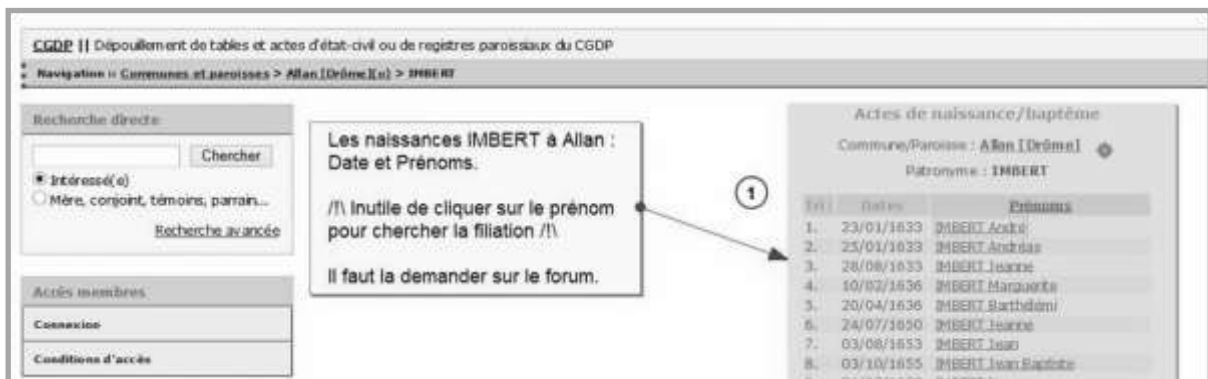 CGDP || Dépouillement de tables et actes d'état-civil ou de registres paroissiaux du CGDP
Navigation :: Communes et paroisses > Allan [Drôme](o) > IMBERT
Recherche directe
Chercher
Intéressé(e)
Mère, conjoint, témoins, parrain...
Recherche avancée
Accès membres
Connexion
Conditions d'accès
Les naissances IMBERT à Allan :
Date et Prénoms.
/!\ Inutile de cliquer sur le prénom
pour chercher la filiation /!\
Il faut la demander sur le forum.
1
Actes de naissance/baptême
Commune/Paroisse : Allan [Drôme]
Patronyme : IMBERT
Tri : Dates Prénoms
1. 23/01/1633 IMBERT André
2. 25/01/1633 IMBERT Andréas
3. 28/08/1633 IMBERT Jeanne
4. 10/02/1636 IMBERT Marguerite
5. 20/04/1636 IMBERT Barthélémi
6. 24/07/1650 IMBERT Jeanne
7. 03/08/1653 IMBERT Jean
8. 03/10/1655 IMBERT Jean Baptiste